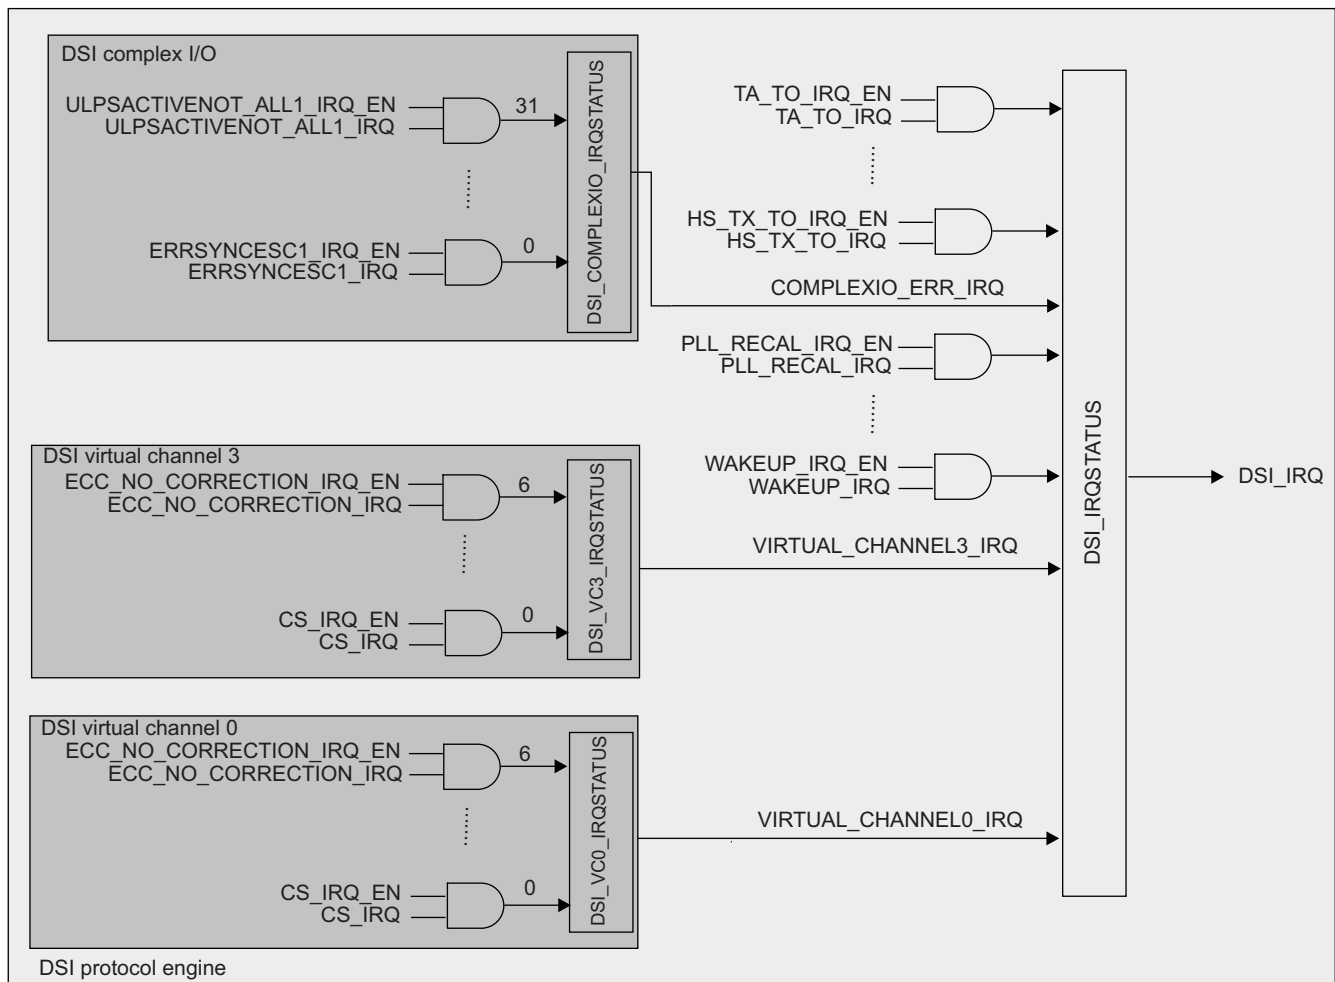 DSI complex I/O
ULPSACTIVENOT_ALL1_IRQ_EN
ULPSACTIVENOT_ALL1_IRQ
31
ERRSYNCESC1_IRQ_EN
ERRSYNCESC1_IRQ
0
DSI_COMPLEXIO_IRQSTATUS
TA_TO_IRQ_EN
TA_TO_IRQ
HS_TX_TO_IRQ_EN
HS_TX_TO_IRQ
COMPLEXIO_ERR_IRQ
PLL_RECAL_IRQ_EN
PLL_RECAL_IRQ
WAKEUP_IRQ_EN
WAKEUP_IRQ
DSI virtual channel 3
ECC_NO_CORRECTION_IRQ_EN
ECC_NO_CORRECTION_IRQ
6
CS_IRQ_EN
CS_IRQ
0
DSI_VC3_IRQSTATUS
VIRTUAL_CHANNEL3_IRQ
DSI virtual channel 0
ECC_NO_CORRECTION_IRQ_EN
ECC_NO_CORRECTION_IRQ
6
CS_IRQ_EN
CS_IRQ
0
DSI_VC0_IRQSTATUS
VIRTUAL_CHANNEL0_IRQ
DSI_IRQSTATUS
DSI_IRQ
DSI protocol engine